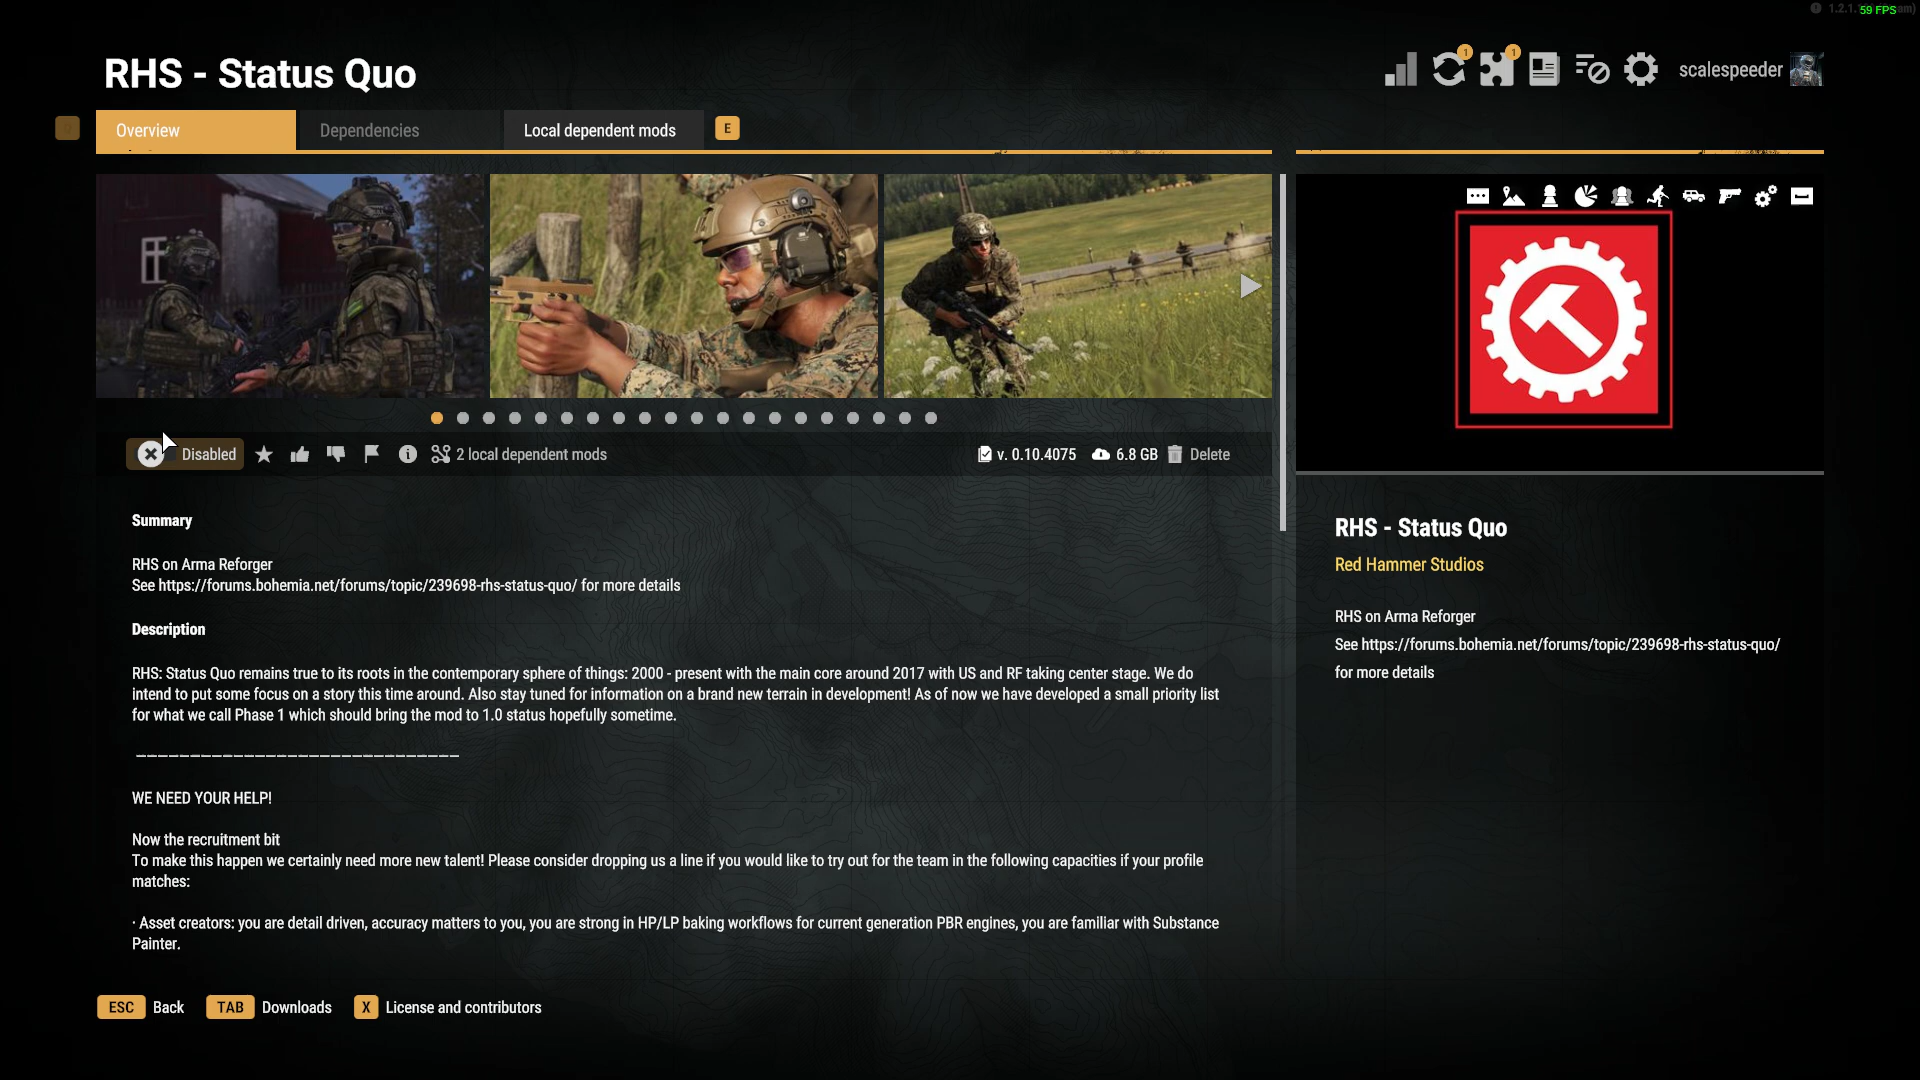 59 FPS
RHS - Status Quo
1
1
scalespeeder
Overview
Dependencies
Local dependent mods
E
Disabled
2 local dependent mods
v. 0.10.4075
6.8 GB
Delete
Summary
RHS on Arma Reforger
See https://forums.bohemia.net/forums/topic/239698-rhs-status-quo/ for more details
Description
RHS: Status Quo remains true to its roots in the contemporary sphere of things: 2000 - present with the main core around 2017 with US and RF taking center stage. We do
intend to put some focus on a story this time around. Also stay tuned for information on a brand new terrain in development! As of now we have developed a small priority list
for what we call Phase 1 which should bring the mod to 1.0 status hopefully sometime.
------------------------------
WE NEED YOUR HELP!
Now the recruitment bit
To make this happen we certainly need more new talent! Please consider dropping us a line if you would like to try out for the team in the following capacities if your profile
matches:
· Asset creators: you are detail driven, accuracy matters to you, you are strong in HP/LP baking workflows for current generation PBR engines, you are familiar with Substance
Painter.
RHS - Status Quo
Red Hammer Studios
RHS on Arma Reforger
See https://forums.bohemia.net/forums/topic/239698-rhs-status-quo/
for more details
ESC Back
TAB Downloads
X License and contributors